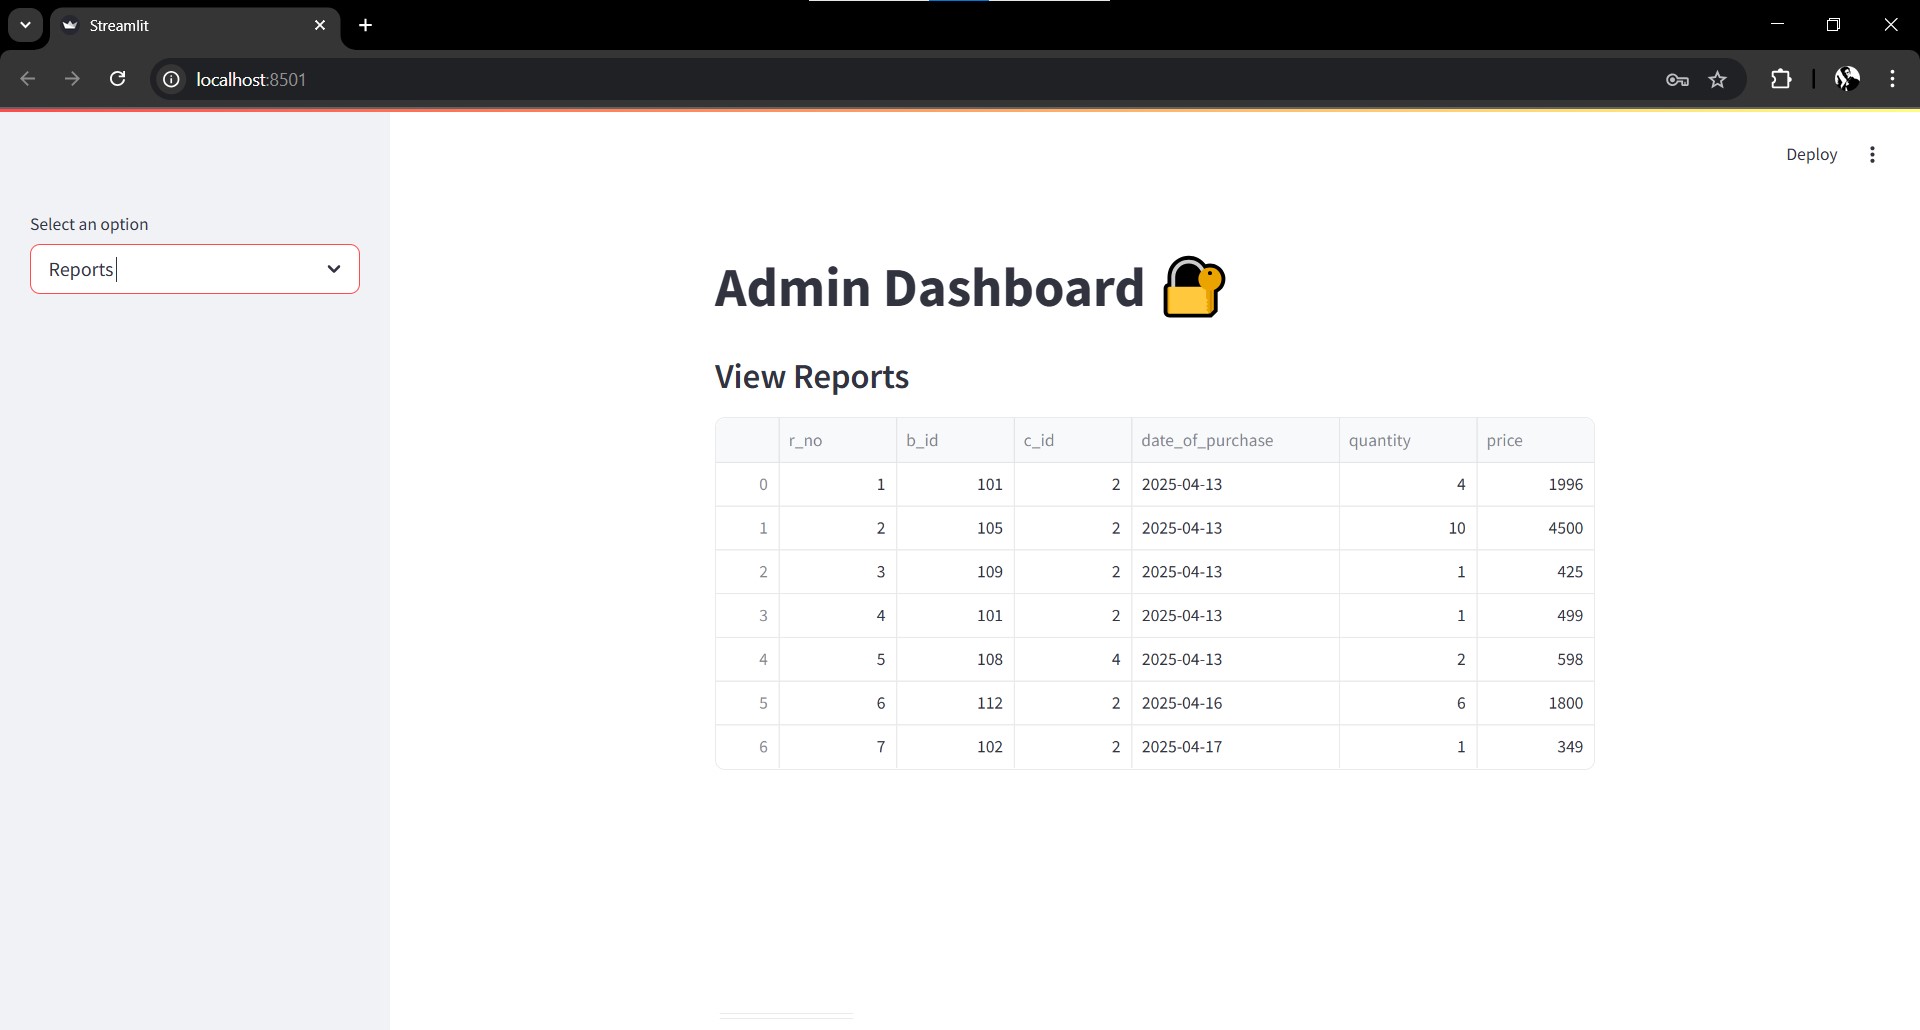 Streamlit
localhost:8501
Deploy
Select an option
Reports
Admin Dashboard
View Reports
r_no b_id c_id date_of_purchase quantity price
0 1 101 2 2025-04-13 4 1996
1 2 105 2 2025-04-13 10 4500
2 3 109 2 2025-04-13 1 425
3 4 101 2 2025-04-13 1 499
4 5 108 4 2025-04-13 2 598
5 6 112 2 2025-04-16 6 1800
6 7 102 2 2025-04-17 1 349